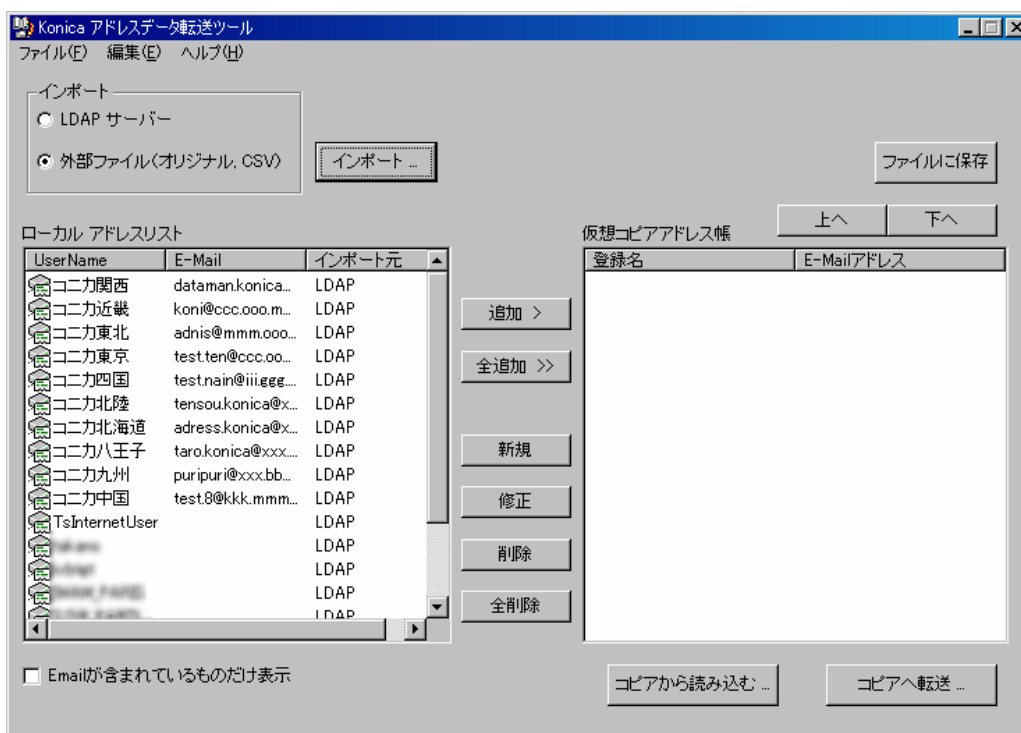 Konica アドレスデータ転送ツール
ファイル(F) 編集(E) ヘルプ(H)
インポート
LDAP サーバー
外部ファイル(オリジナル, CSV)
インポート ...
ファイルに保存
上へ 下へ
ローカル アドレスリスト
仮想コピアアドレス帳
UserName E-Mail インポート元
登録名 E-Mailアドレス
コニカ関西 dataman.konica... LDAP
コニカ近畿 koni@ccc.ooo.m... LDAP
コニカ東北 adnis@mmm.ooo... LDAP
コニカ東京 test.ten@ccc.oo... LDAP
コニカ四国 test.nain@iii.ggg.... LDAP
コニカ北陸 tensou.konica@x... LDAP
コニカ北海道 adress.konica@x... LDAP
コニカ八王子 taro.konica@xxx.... LDAP
コニカ九州 puripuri@xxx.bb... LDAP
コニカ中国 test.8@kkk.mmm... LDAP
TsInternetUser LDAP
LDAP
LDAP
LDAP
LDAP
追加 >
全追加 >>
新規
修正
削除
全削除
Emailが含まれているものだけ表示
コピアから読み込む ...
コピアへ転送 ...